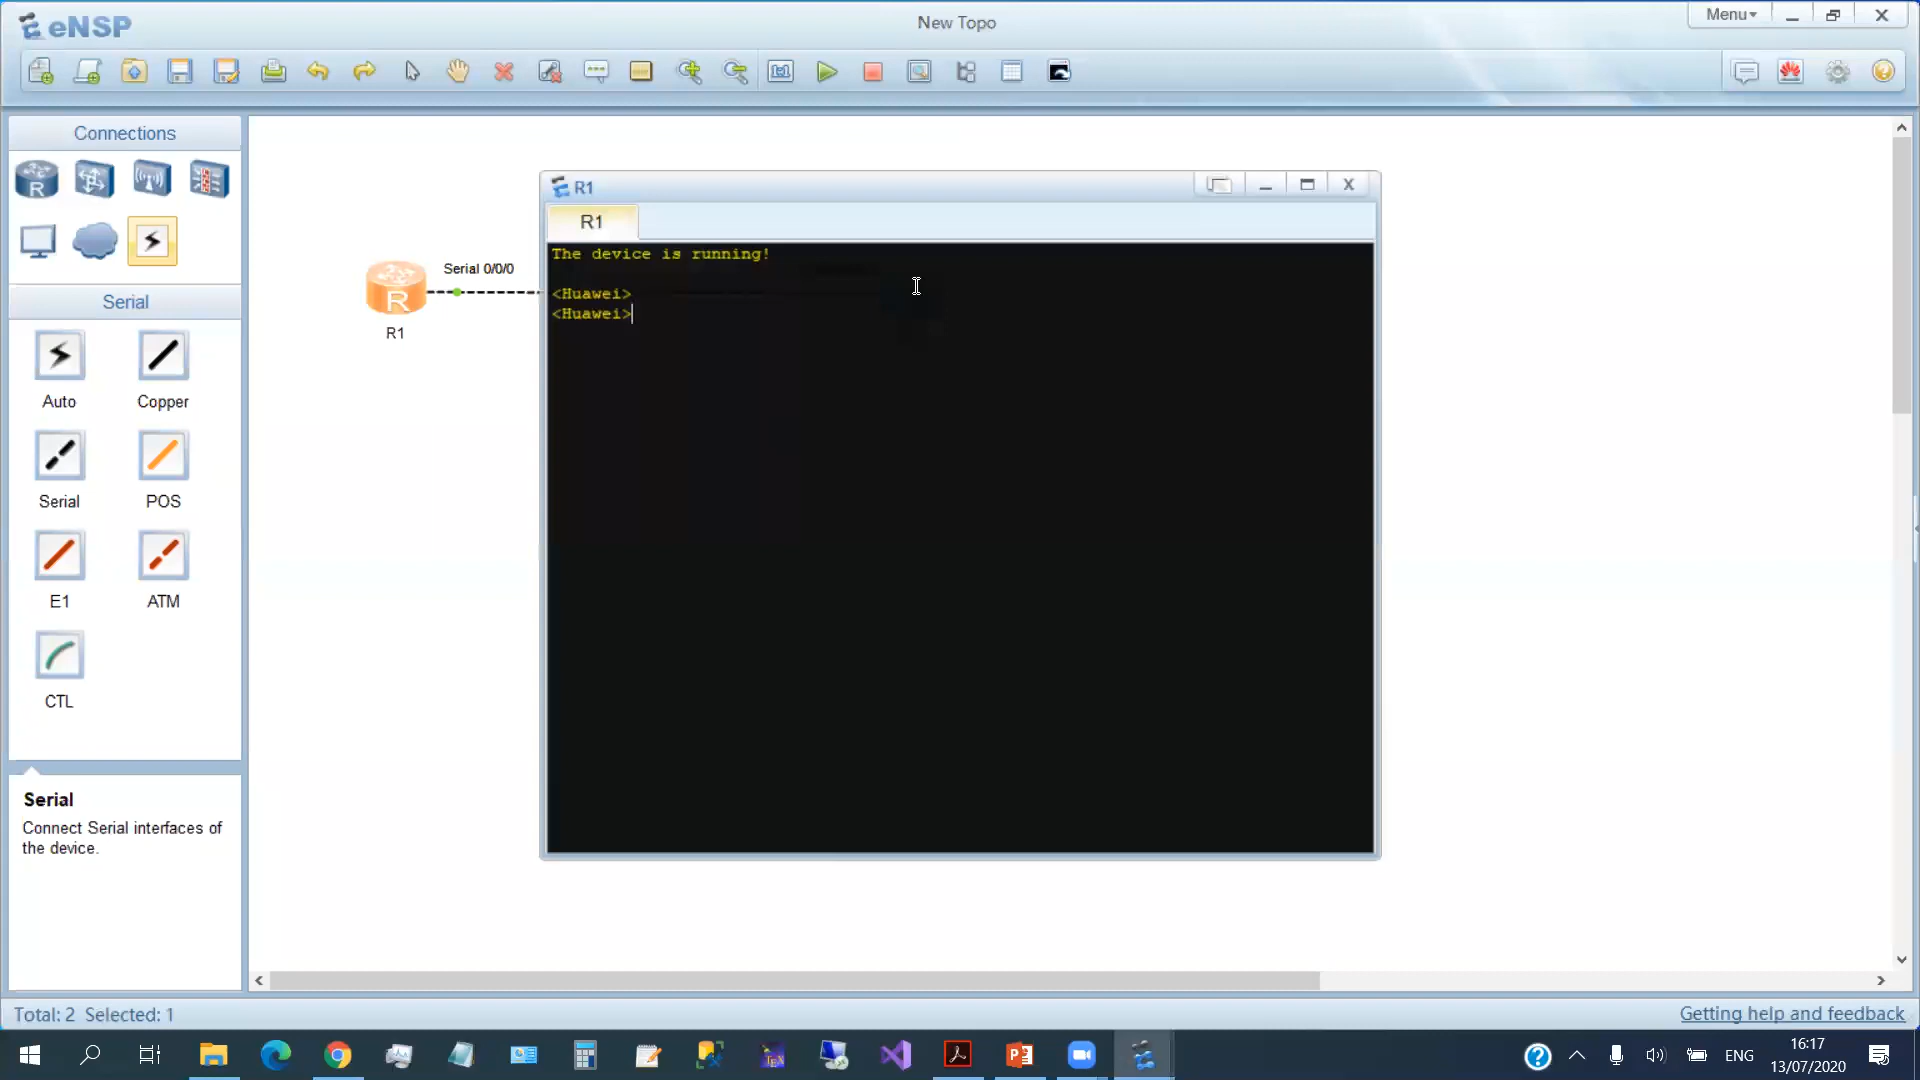 eNSP
New Topo
Menu
Connections
R
Serial
Auto
Copper
Serial
POS
E1
ATM
CTL
Serial
Connect Serial interfaces of
the device.
R
R1
Serial 0/0/0
R1
R1
The device is running!
<Huawei>
<Huawei>
Total: 2 Selected: 1
Getting help and feedback
ENG
16:17
13/07/2020